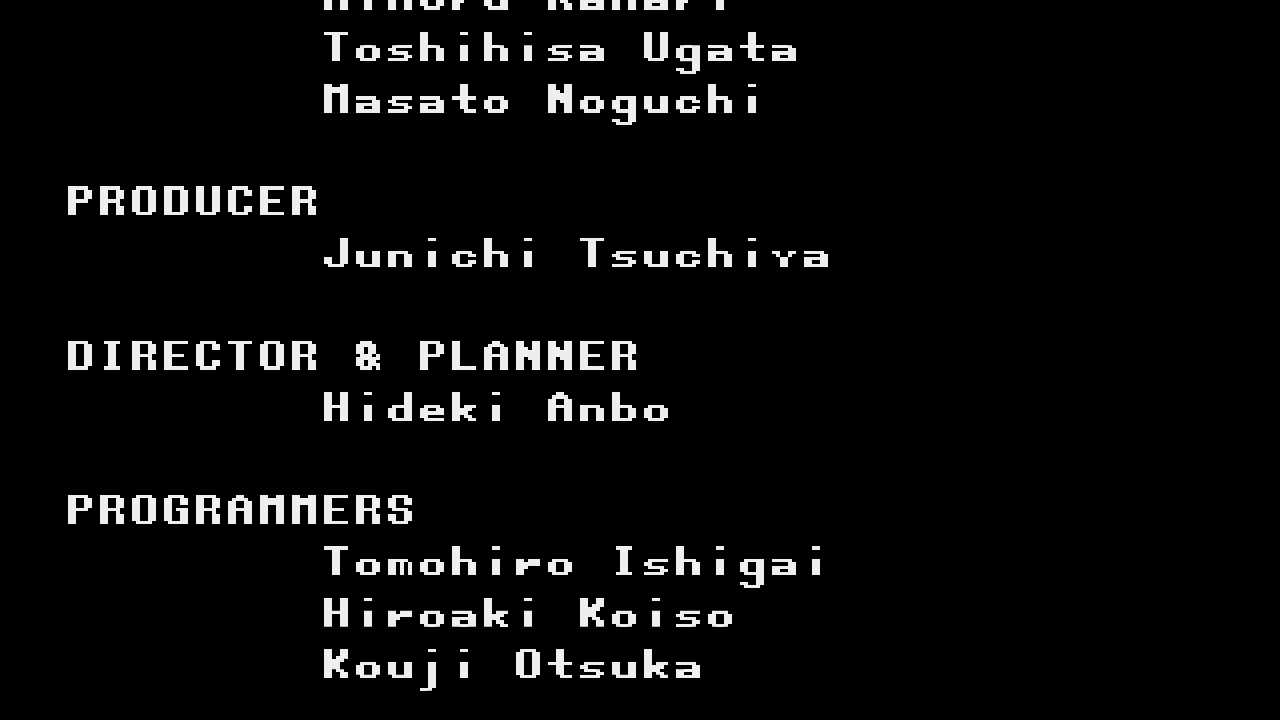 Toshihisa Ugata
Masato Noguchi
PRODUCER
Junichi Tsuchiya
DIRECTOR & PLANNER
Hideki Anbo
PROGRAMMERS
Tomohiro Ishigai
Hiroaki Koiso
Kouji Otsuka